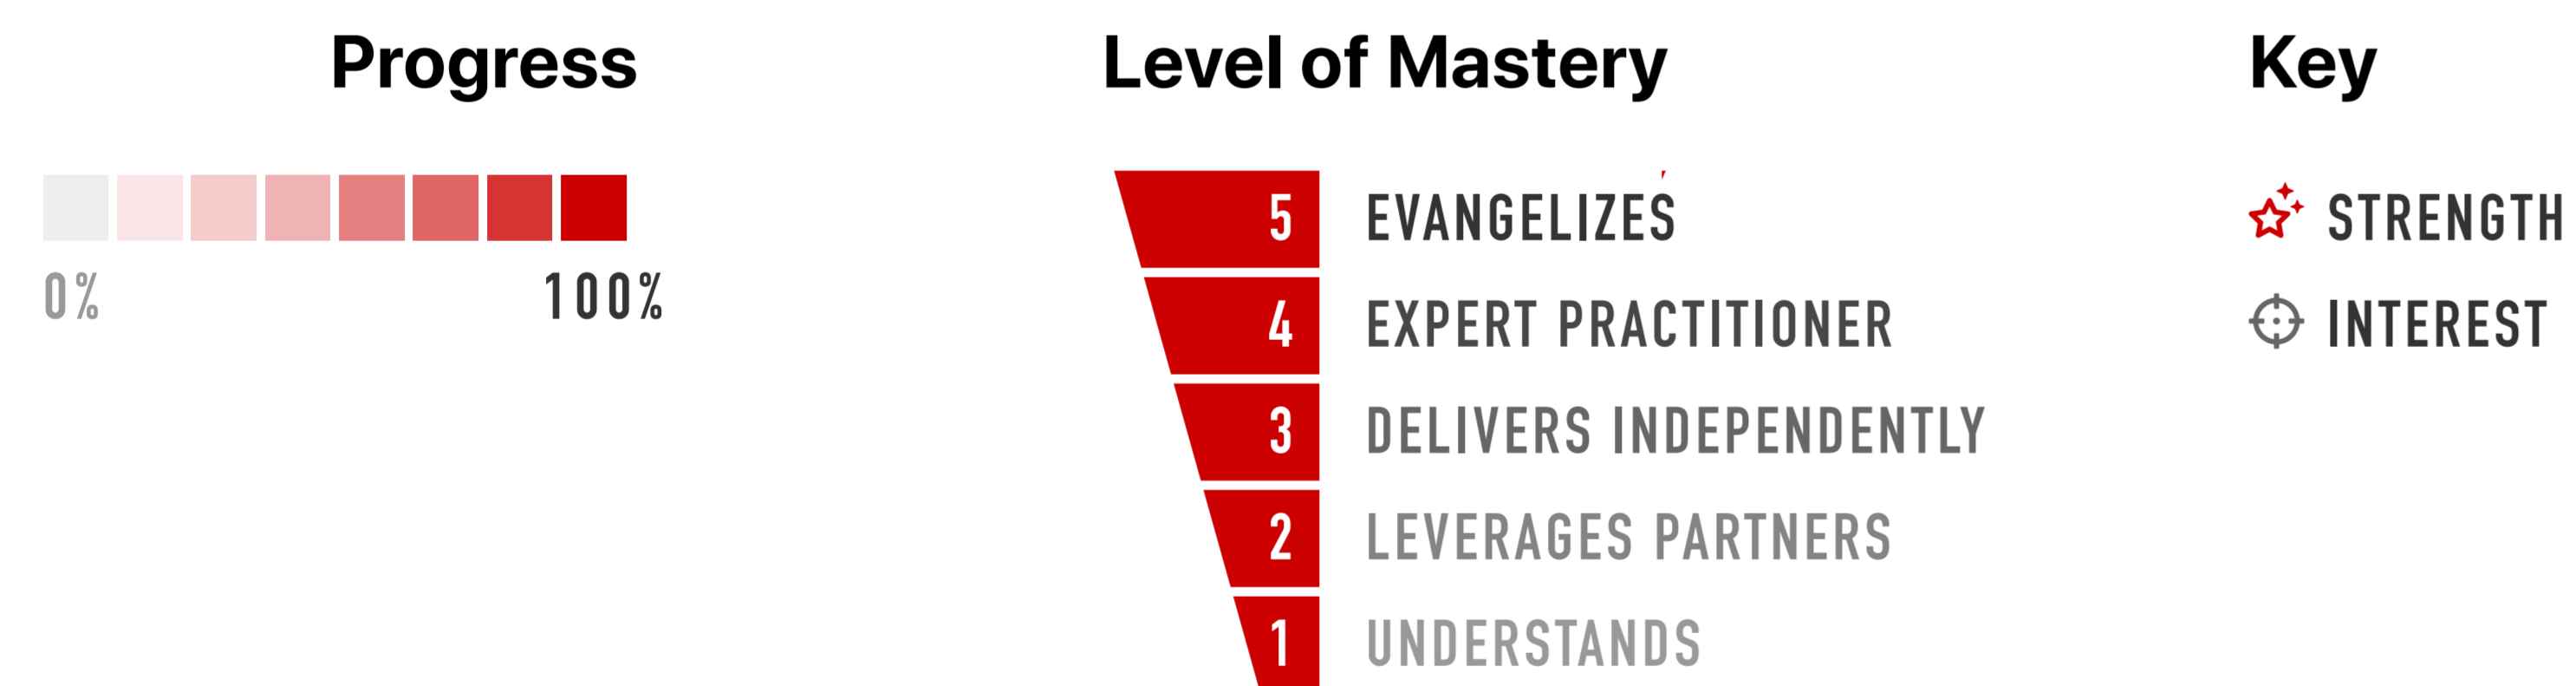 Progress
0%
100%
Level of Mastery
5 EVANGELIZES
4 EXPERT PRACTITIONER
3 DELIVERS INDEPENDENTLY
2 LEVERAGES PARTNERS
1 UNDERSTANDS
Key
STRENGTH
INTEREST